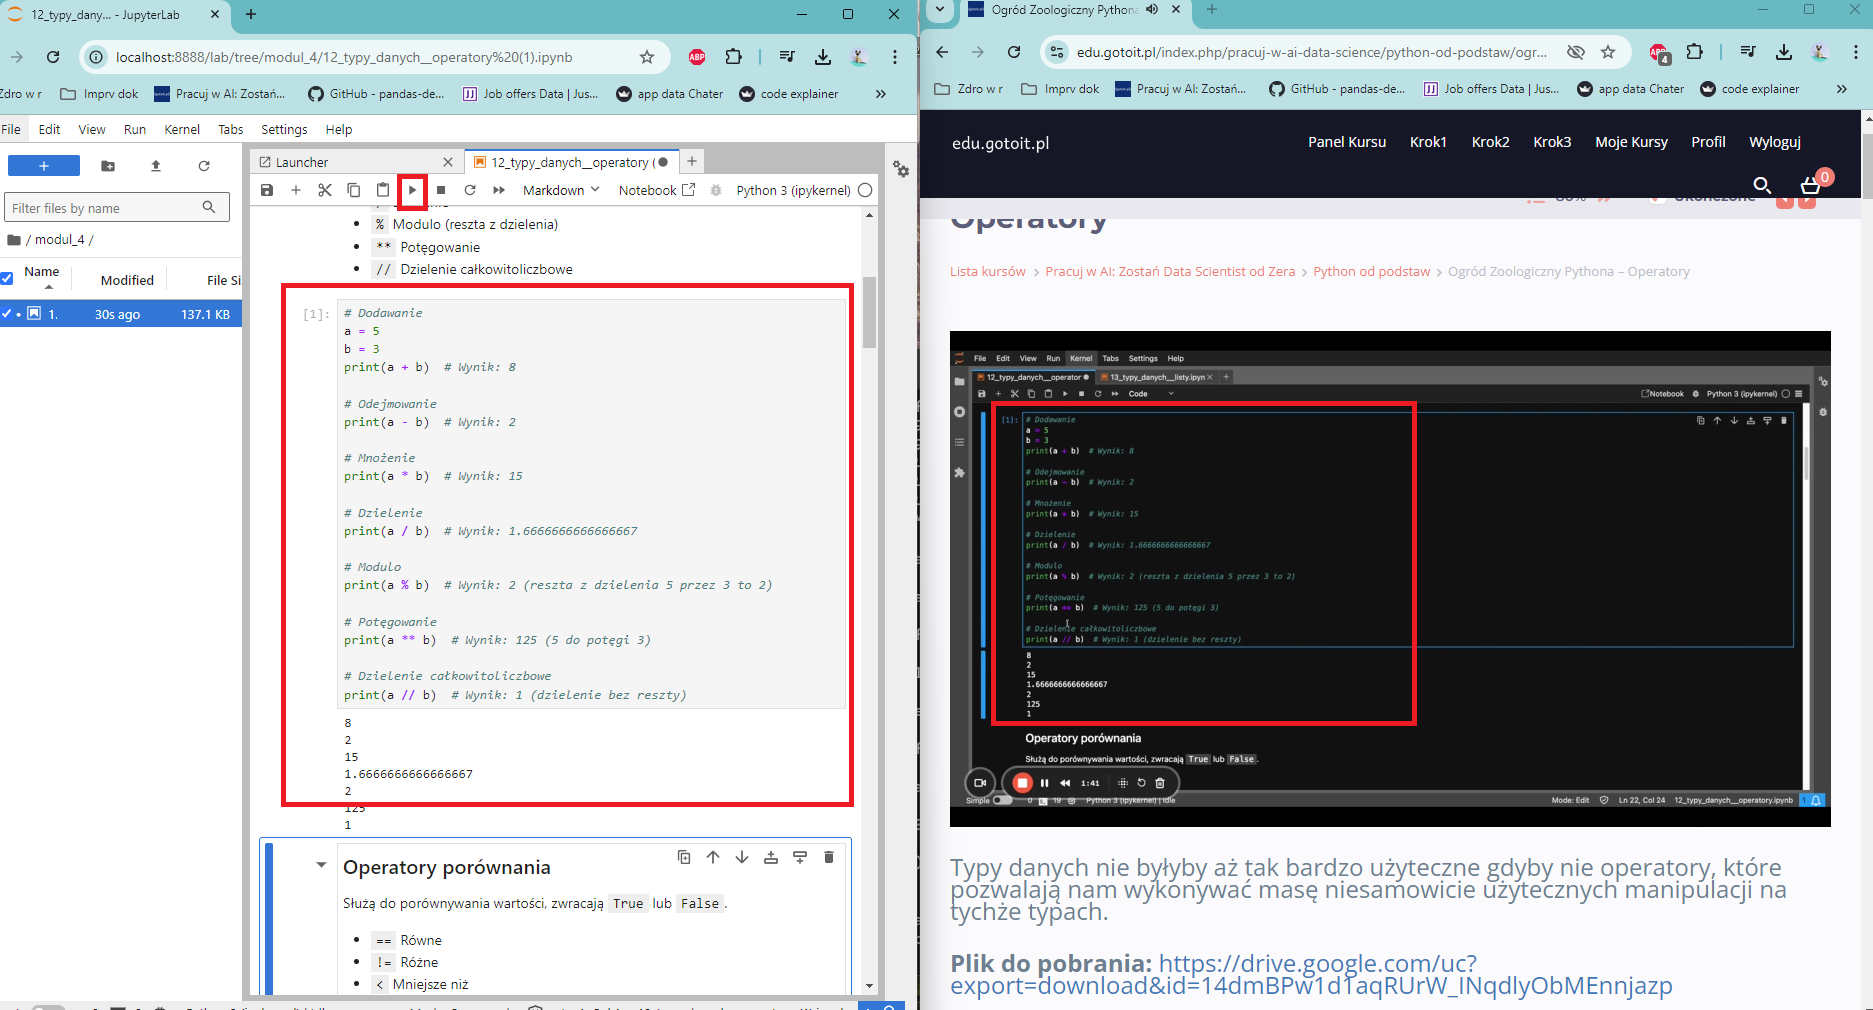 12_typy_dany... - JupyterLab
localhost:8888/lab/tree/modul_4/12_typy_danych__operatory%20(1).ipynb
ABP
Zdro w r
Imprv dok
Pracuj w AI: Zostań...
GitHub - pandas-de...
Job offers Data | Jus...
app data Chater
code explainer
File Edit View Run Kernel Tabs Settings Help
Filter files by name
/ modul_4 /
Name Modified File Si
1. 30s ago 137.1 KB
Launcher
12_typy_danych__operatory (
Markdown
Notebook
Python 3 (ipykernel)
% Modulo (reszta z dzielenia)
** Potęgowanie
// Dzielenie całkowitoliczbowe
[1]:
# Dodawanie
a = 5
b = 3
print(a + b) # Wynik: 8
# Odejmowanie
print(a - b) # Wynik: 2
# Mnożenie
print(a * b) # Wynik: 15
# Dzielenie
print(a / b) # Wynik: 1.6666666666666667
# Modulo
print(a % b) # Wynik: 2 (reszta z dzielenia 5 przez 3 to 2)
# Potęgowanie
print(a ** b) # Wynik: 125 (5 do potęgi 3)
# Dzielenie całkowitoliczbowe
print(a // b) # Wynik: 1 (dzielenie bez reszty)
8
2
15
1.6666666666666667
2
125
1
Operatory porównania
Służą do porównywania wartości, zwracają True lub False.
== Równe
!= Różne
< Mniejsze niż
Ogród Zoologiczny Pythona
edu.gotoit.pl/index.php/pracuj-w-ai-data-science/python-od-podstaw/ogr...
ABP
4
Zdro w r
Imprv dok
Pracuj w AI: Zostań...
GitHub - pandas-de...
Job offers Data | Jus...
app data Chater
code explainer
edu.gotoit.pl
Panel Kursu Krok1 Krok2 Krok3 Moje Kursy Profil Wyloguj
0
Operatory
Lista kursów > Pracuj w AI: Zostań Data Scientist od Zera > Python od podstaw > Ogród Zoologiczny Pythona – Operatory
File Edit View Run Kernel Tabs Settings Help
12_typy_danych__operator
13_typy_danych__listy.ipynb
Code
Notebook
Python 3 (ipykernel)
[1]:
# Dodawanie
a = 5
b = 3
print(a + b) # Wynik: 8
# Odejmowanie
print(a - b) # Wynik: 2
# Mnożenie
print(a * b) # Wynik: 15
# Dzielenie
print(a / b) # Wynik: 1.6666666666666667
# Modulo
print(a % b) # Wynik: 2 (reszta z dzielenia 5 przez 3 to 2)
# Potęgowanie
print(a ** b) # Wynik: 125 (5 do potęgi 3)
# Dzielenie całkowitoliczbowe
print(a // b) # Wynik: 1 (dzielenie bez reszty)
8
2
15
1.6666666666666667
2
125
1
Operatory porównania
Służą do porównywania wartości, zwracają True lub False.
1:41
Simple 0 19 Python 3 (ipykernel) | Idle
Mode: Edit Ln 22, Col 24 12_typy_danych__operatory.ipynb 1
Typy danych nie byłyby aż tak bardzo użyteczne gdyby nie operatory, które
pozwalają nam wykonywać masę niesamowicie użytecznych manipulacji na
tychże typach.
Plik do pobrania: https://drive.google.com/uc?
export=download&id=14dmBPw1d1aqRUrW_INqdlyObMEnnjazp